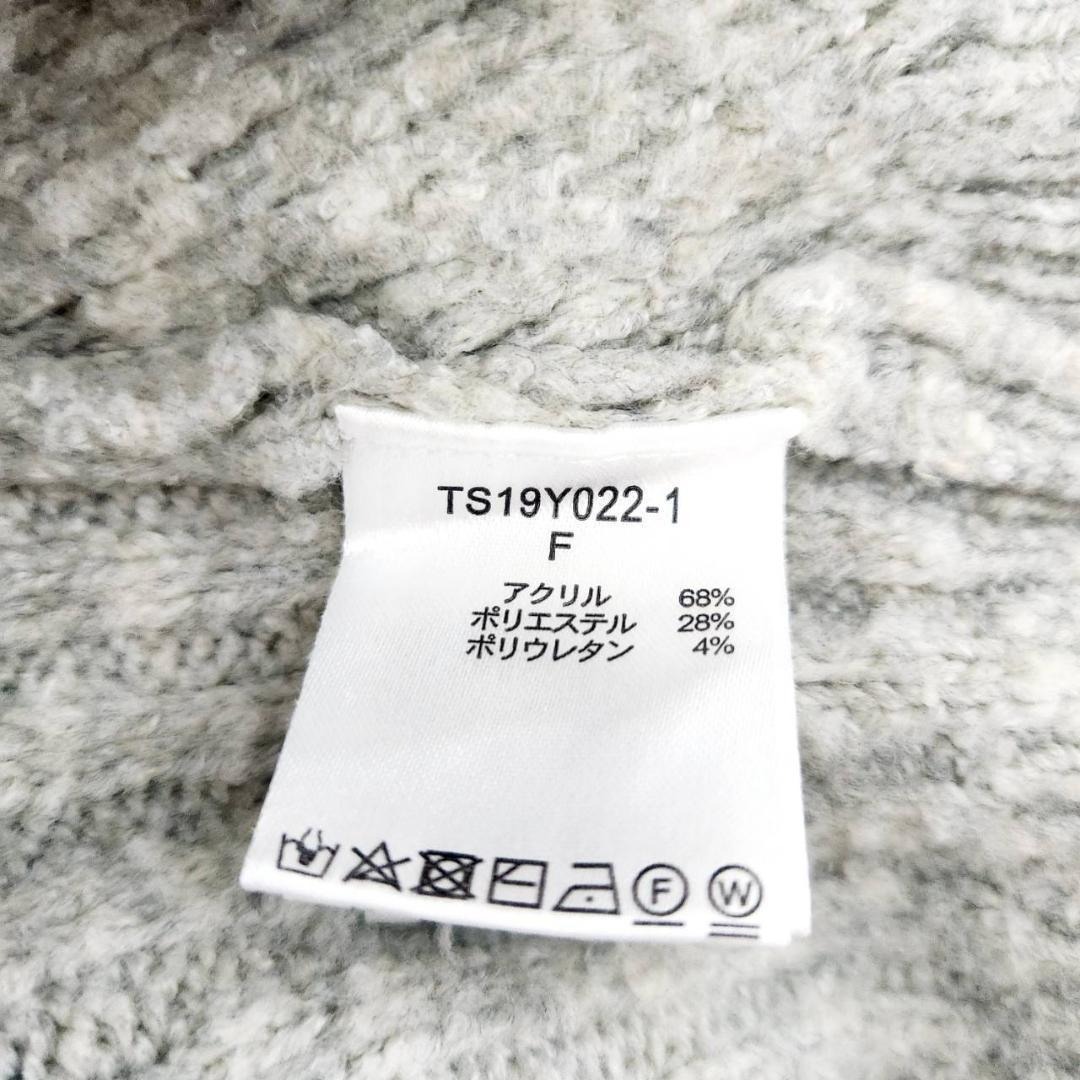 TS19Y022-1
F
アクリル 68%
ポリエステル 28%
ポリウレタン 4%
F W